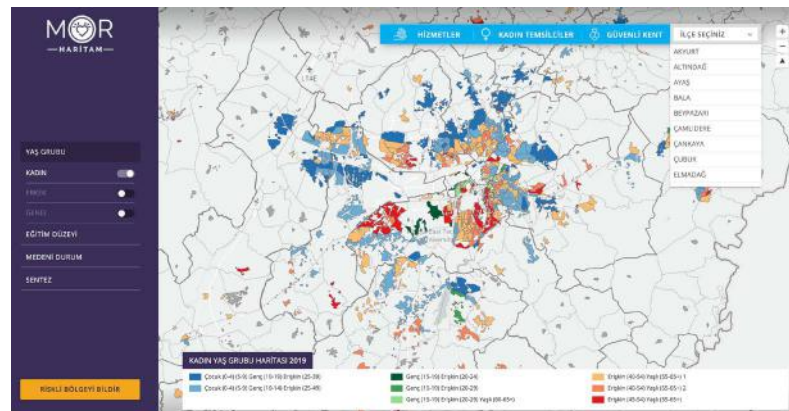 MOR
HARİTAM
HİZMETLER
KADIN TEMSİLCİLER
GÜVENLİ KENT
İLÇE SEÇİNİZ
AKYURT
ALTINDAĞ
AYAŞ
BALA
BEYPAZARI
ÇAMLIDERE
ÇANKAYA
ÇUBUK
ELMADAĞ
YAŞ GRUBU
KADIN
ERKEK
GENEL
EĞİTİM DÜZEYİ
MEDENİ DURUM
SENTEZ
RİSKLİ BÖLGEYİ BİLDİR
KADIN YAŞ GRUBU HARİTASI 2019
Çocuk (0-4) (5-9) Genç (10-19) Erişkin (25-39)
Çocuk (0-4) (5-9) Genç (10-14) Erişkin (25-49)
Genç (15-19) Erişkin (20-24)
Genç (15-19) Erişkin (20-29)
Genç (15-19) Erişkin (20-29) Yaşlı (60-65+)
Erişkin (40-54) Yaşlı (55-65+) 1
Erişkin (40-54) Yaşlı (55-65+) 2
Erişkin (40-54) Yaşlı (55-65+)